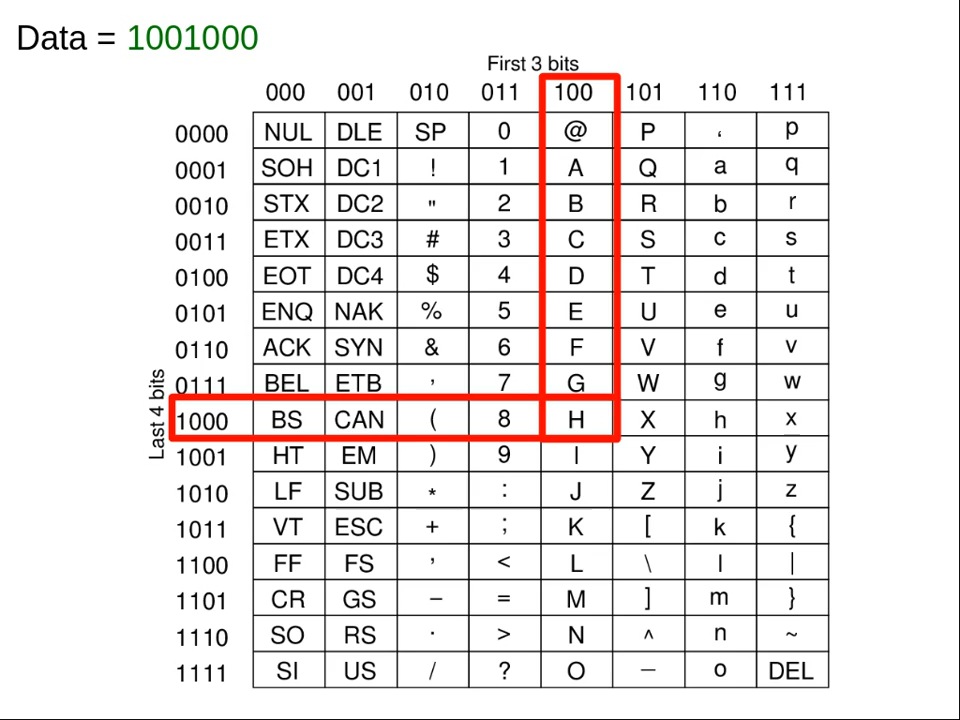 Data = 1001000
First 3 bits
000 001 010 011 100 101 110 111
Last 4 bits
0000 NUL DLE SP 0 @ P ‘ p
0001 SOH DC1 ! 1 A Q a q
0010 STX DC2 " 2 B R b r
0011 ETX DC3 # 3 C S c s
0100 EOT DC4 $ 4 D T d t
0101 ENQ NAK % 5 E U e u
0110 ACK SYN & 6 F V f v
0111 BEL ETB ’ 7 G W g w
1000 BS CAN ( 8 H X h x
1001 HT EM ) 9 I Y i y
1010 LF SUB * : J Z j z
1011 VT ESC + ; K [ k {
1100 FF FS ’ < L \ l |
1101 CR GS – = M ] m }
1110 SO RS · > N ^ n ~
1111 SI US / ? O — o DEL